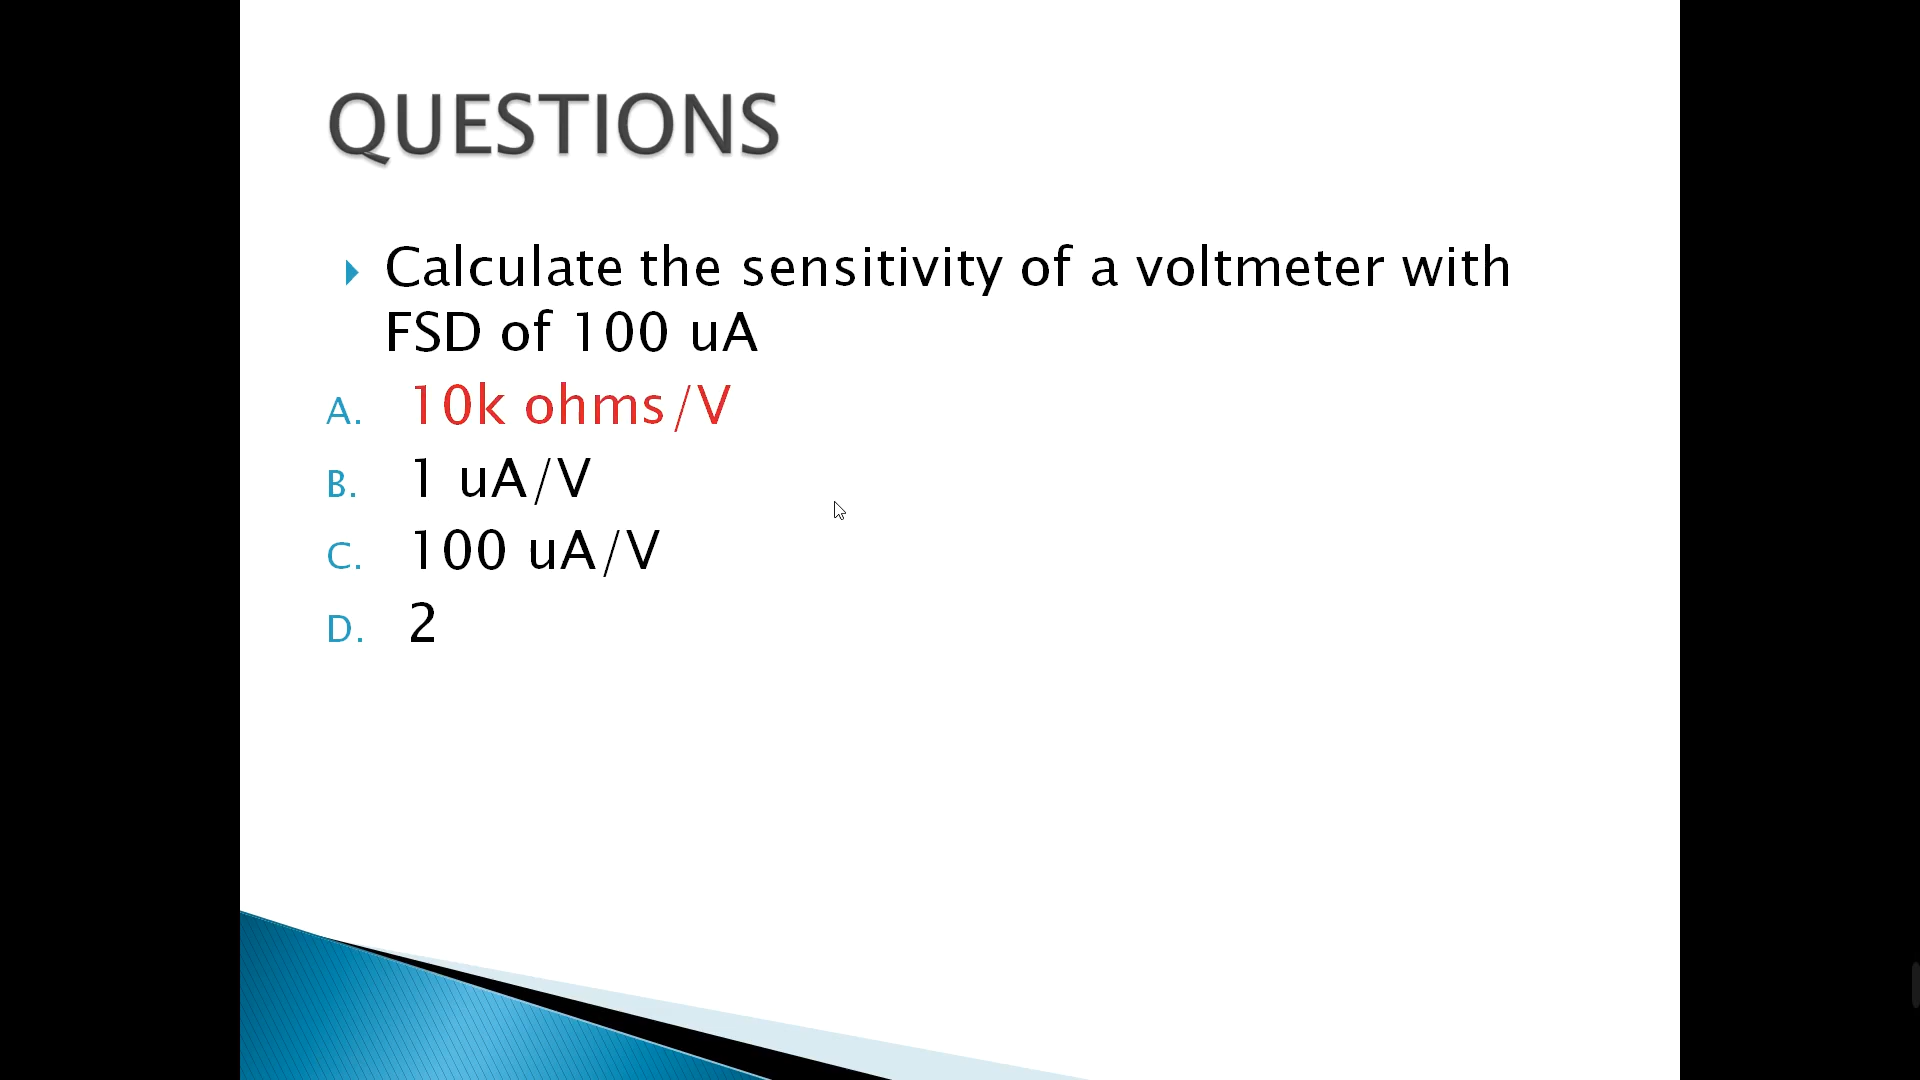 QUESTIONS
Calculate the sensitivity of a voltmeter with
FSD of 100 uA
A. 10k ohms/V
B. 1 uA/V
C. 100 uA/V
D. 2